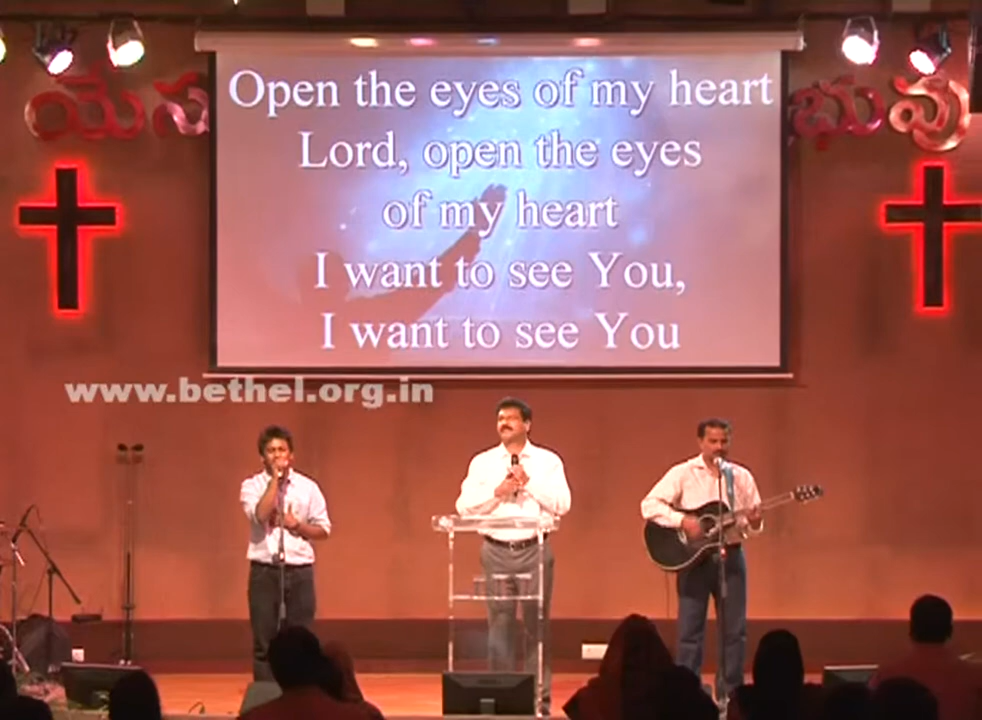 Open the eyes of my heart
Lord, open the eyes
of my heart
I want to see You,
I want to see You
యేస
భువు
www.bethel.org.in